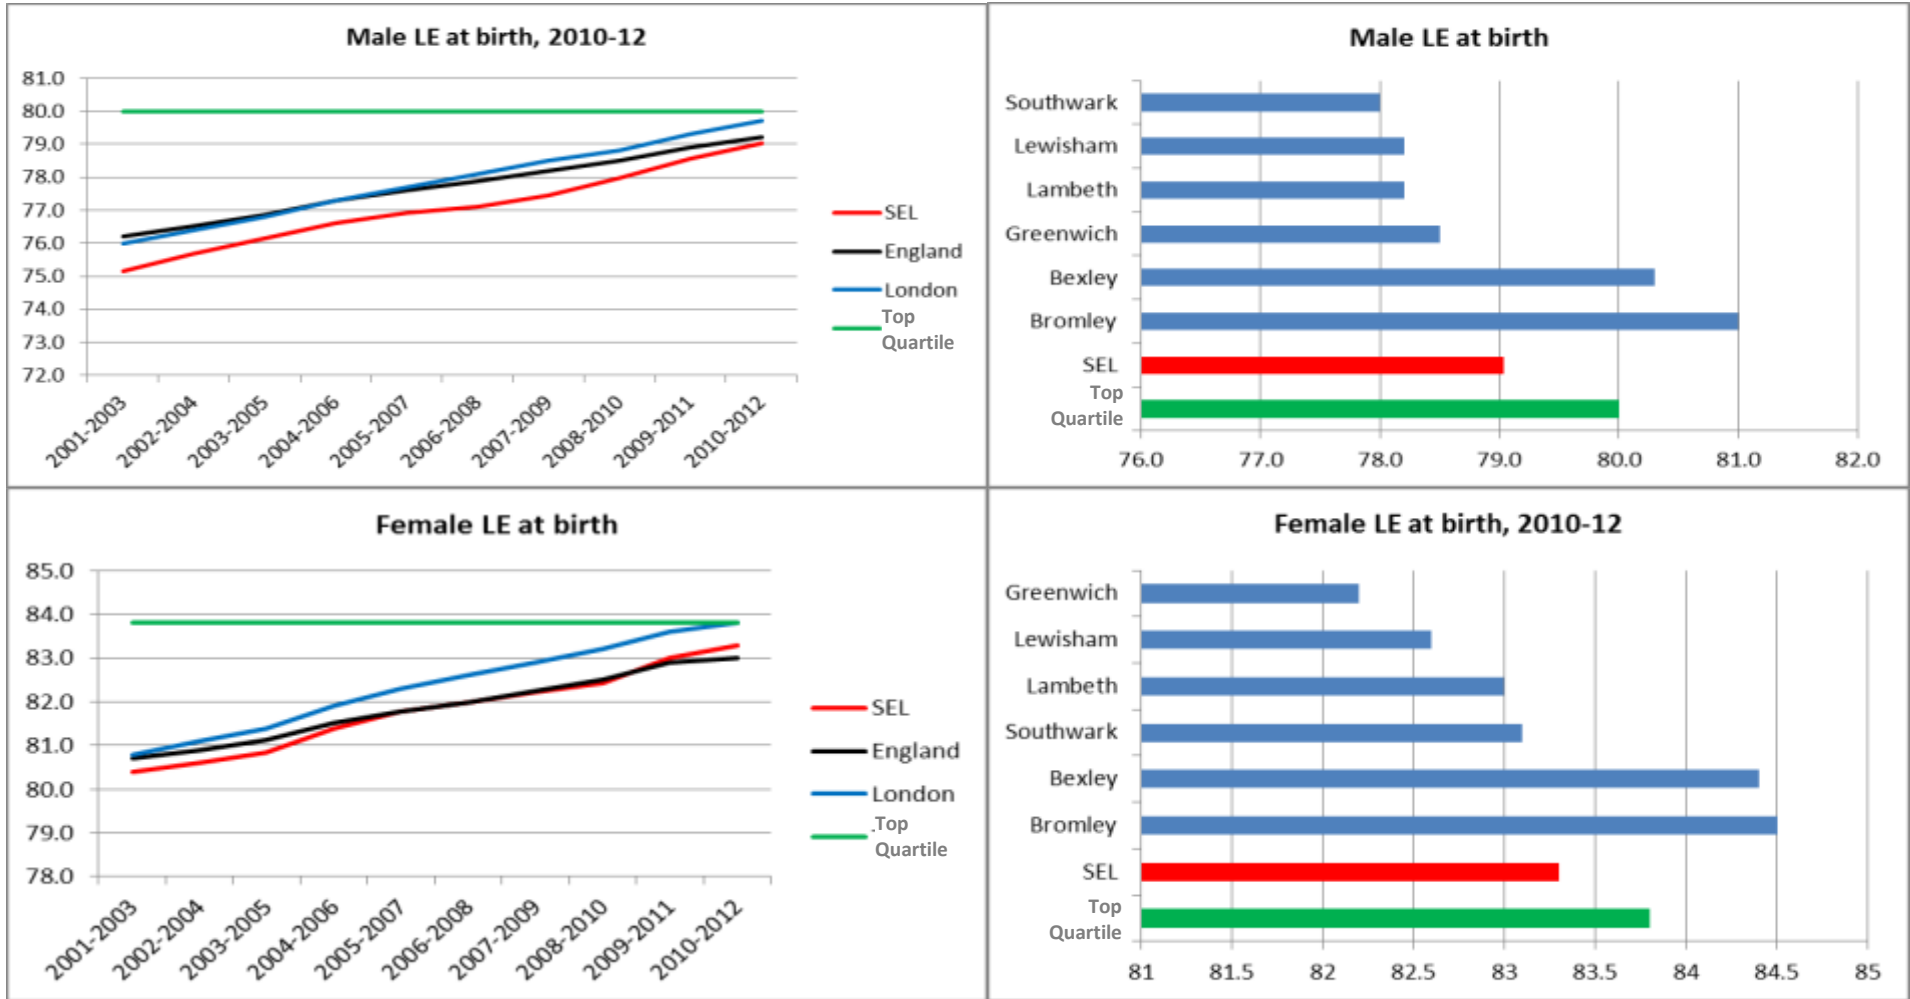 Male LE at birth, 2010-12
81.0
80.0
79.0
78.0
77.0
76.0
75.0
74.0
73.0
72.0
2001-2003
2002-2004
2003-2005
2004-2006
2005-2007
2006-2008
2007-2009
2008-2010
2009-2011
2010-2012
SEL
England
London
Top
Quartile
Male LE at birth
Southwark
Lewisham
Lambeth
Greenwich
Bexley
Bromley
SEL
Top
Quartile
76.0 77.0 78.0 79.0 80.0 81.0 82.0
Female LE at birth
85.0
84.0
83.0
82.0
81.0
80.0
79.0
78.0
2001-2003
2002-2004
2003-2005
2004-2006
2005-2007
2006-2008
2007-2009
2008-2010
2009-2011
2010-2012
SEL
England
London
Top
Quartile
Female LE at birth, 2010-12
Greenwich
Lewisham
Lambeth
Southwark
Bexley
Bromley
SEL
Top
Quartile
81 81.5 82 82.5 83 83.5 84 84.5 85